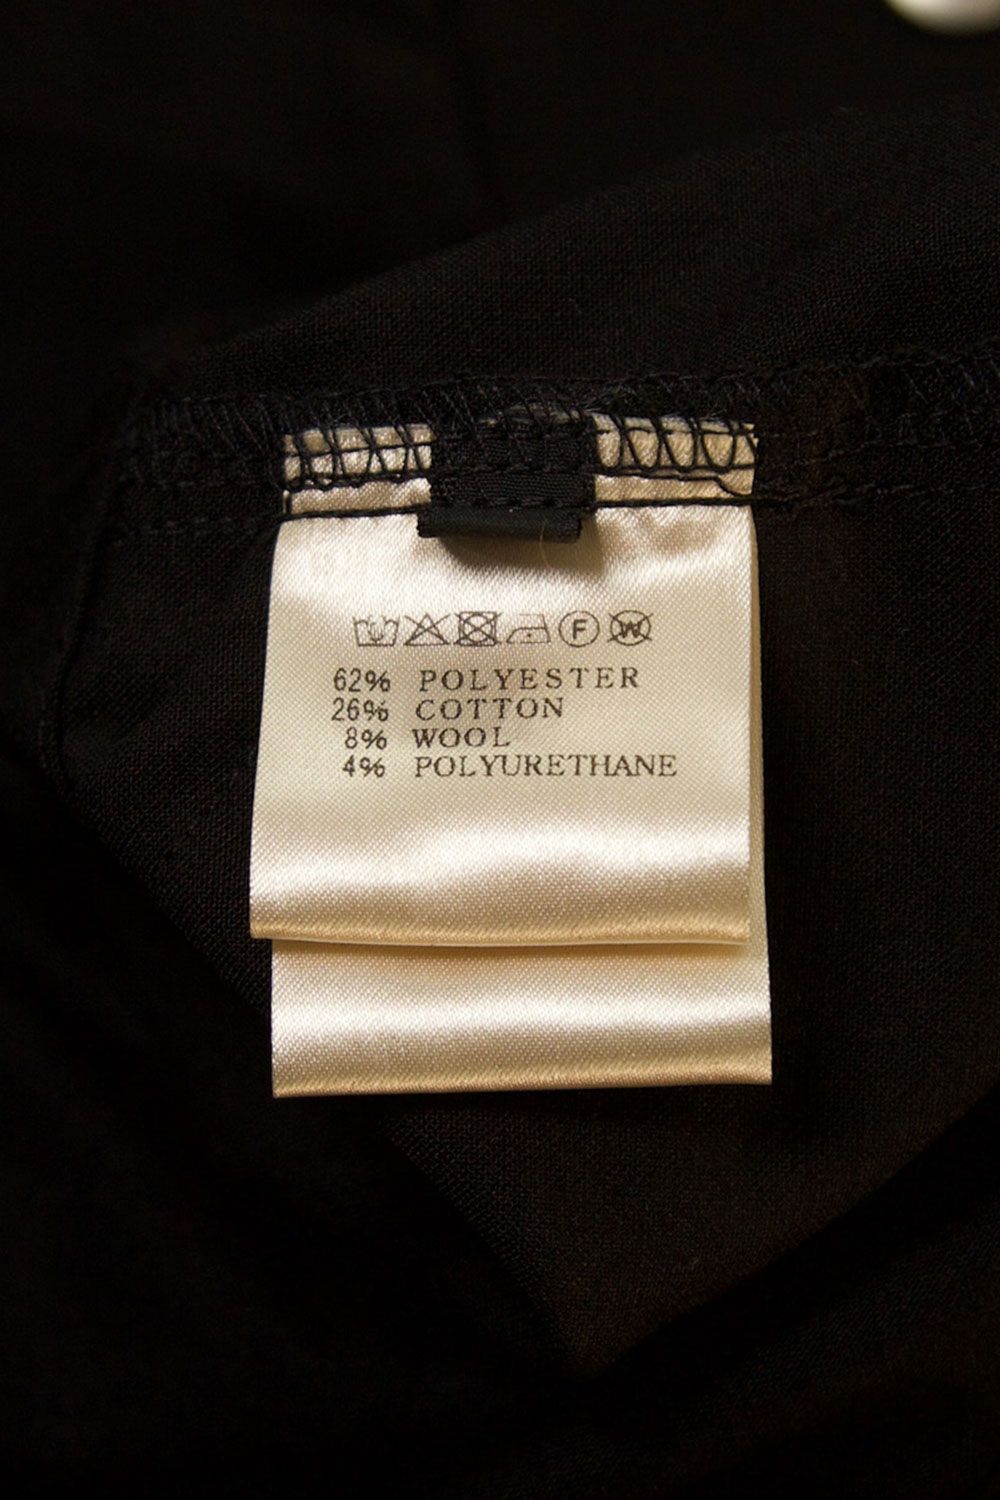 F W
62% POLYESTER
26% COTTON
8% WOOL
4% POLYURETHANE